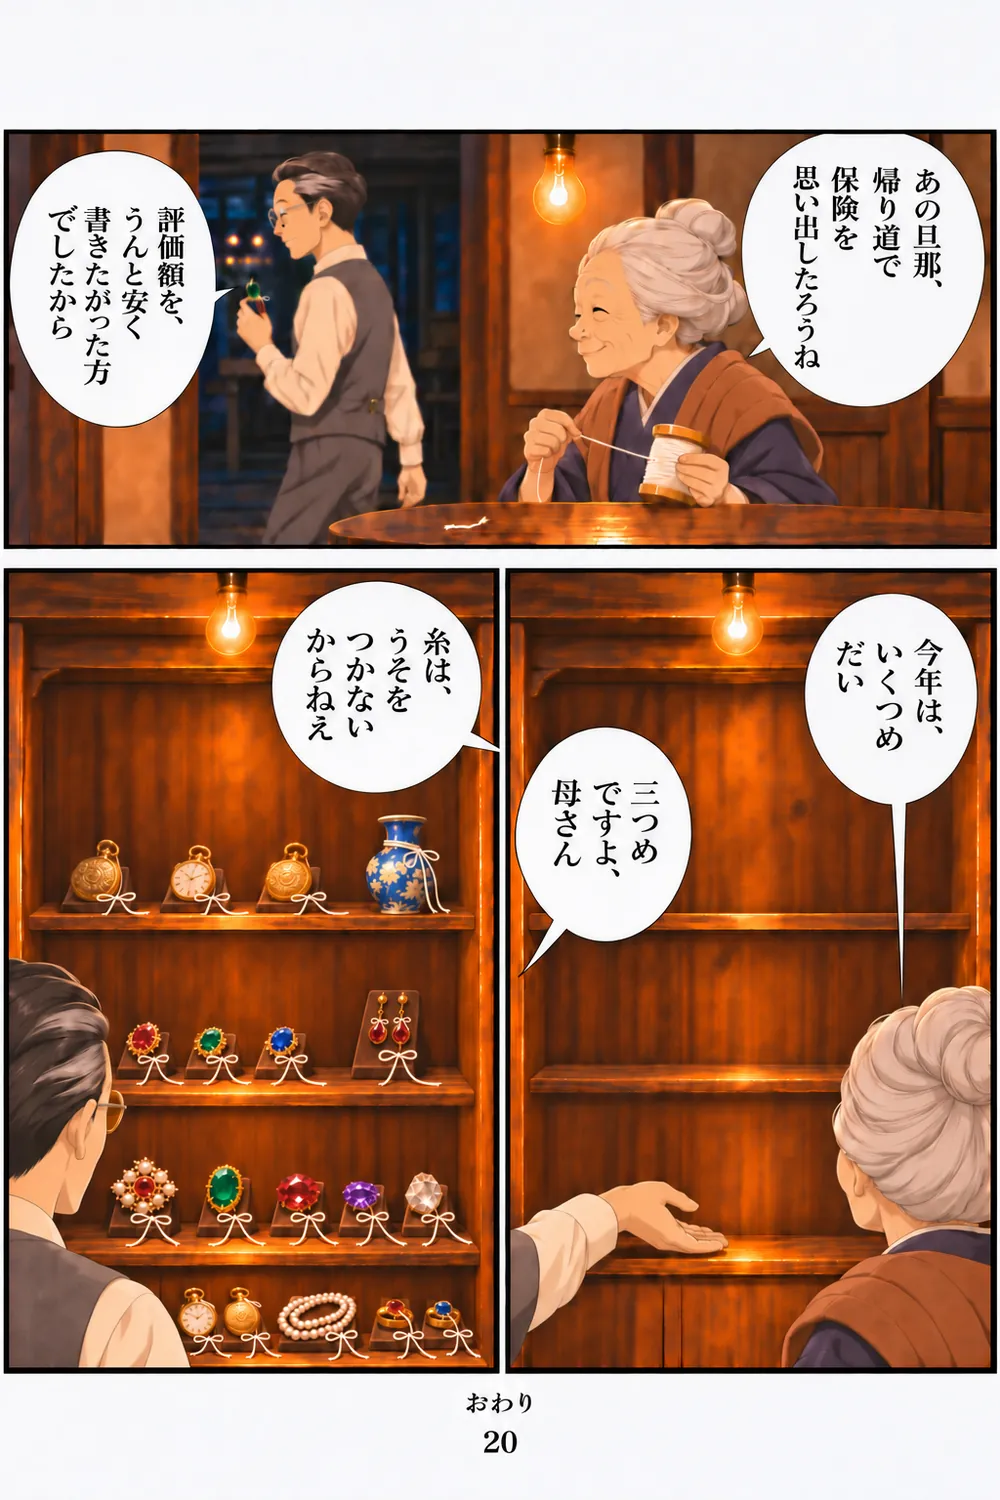 あの旦那、
帰り道で
保険を
思い出したろうね
評価額を、
うんと安く
書きたがった方
でしたから
今年は、
いくつめ
だい
三つめ
ですよ、
母さん
糸は、
うそを
つかない
からねえ
おわり
20